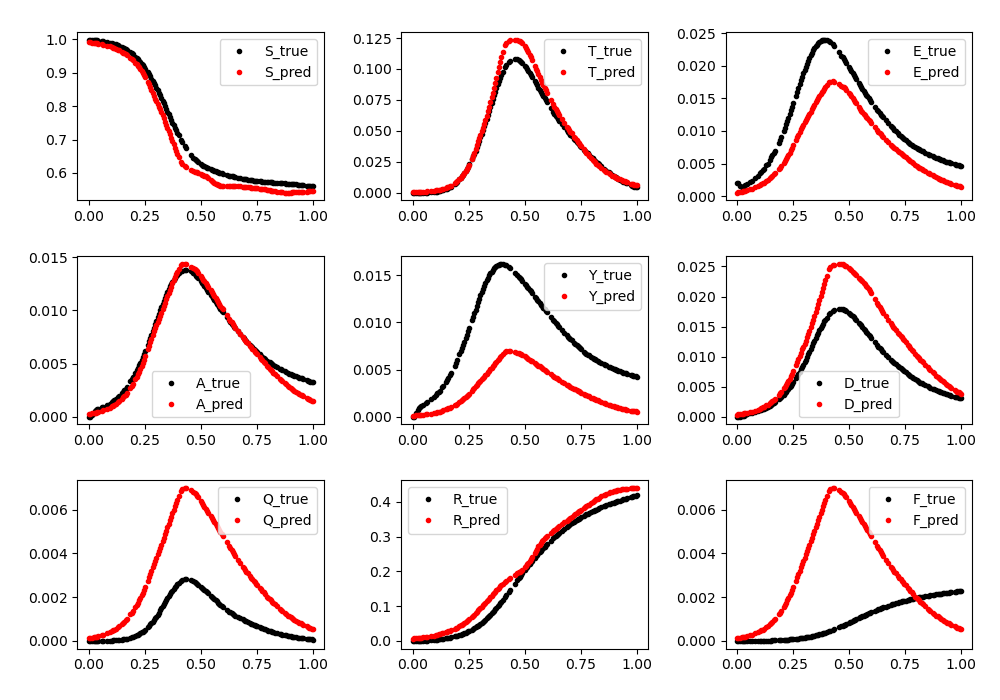 1.0
0.9
0.8
0.7
0.6
0.00 0.25 0.50 0.75 1.00
S_true
S_pred
0.125
0.100
0.075
0.050
0.025
0.000
0.00 0.25 0.50 0.75 1.00
T_true
T_pred
0.025
0.020
0.015
0.010
0.005
0.000
0.00 0.25 0.50 0.75 1.00
E_true
E_pred
0.015
0.010
0.005
0.000
0.00 0.25 0.50 0.75 1.00
A_true
A_pred
0.015
0.010
0.005
0.000
0.00 0.25 0.50 0.75 1.00
Y_true
Y_pred
0.025
0.020
0.015
0.010
0.005
0.000
0.00 0.25 0.50 0.75 1.00
D_true
D_pred
0.006
0.004
0.002
0.000
0.00 0.25 0.50 0.75 1.00
Q_true
Q_pred
0.4
0.3
0.2
0.1
0.0
0.00 0.25 0.50 0.75 1.00
R_true
R_pred
0.006
0.004
0.002
0.000
0.00 0.25 0.50 0.75 1.00
F_true
F_pred